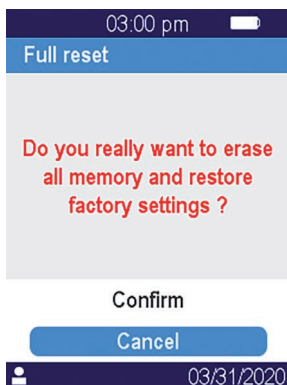 03:00 pm
Full reset
Do you really want to erase
all memory and restore
factory settings ?
Confirm
Cancel
03/31/2020